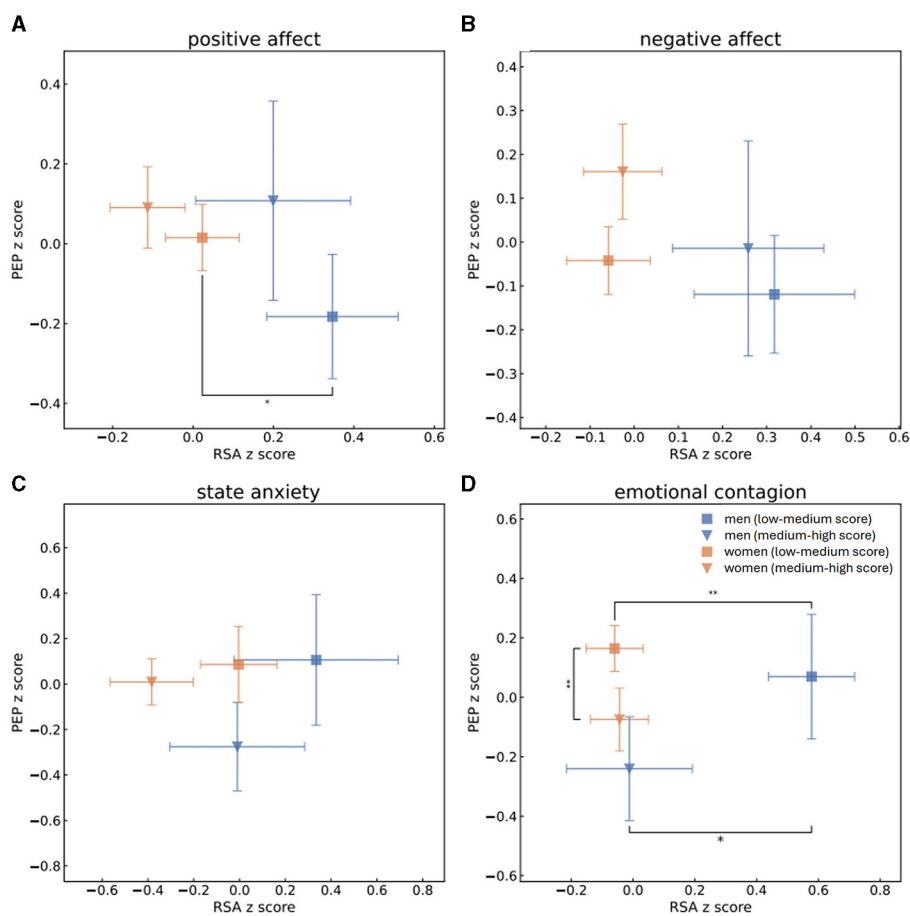 A
positive affect
0.4
0.2
0.0
−0.2
−0.4
PEP z score
−0.2 0.0 0.2 0.4 0.6
RSA z score
*
B
negative affect
0.4
0.3
0.2
0.1
0.0
−0.1
−0.2
−0.3
−0.4
PEP z score
−0.2 −0.1 0.0 0.1 0.2 0.3 0.4 0.5 0.6
RSA z score
C
state anxiety
0.6
0.4
0.2
0.0
−0.2
−0.4
−0.6
−0.8
PEP z score
−0.6 −0.4 −0.2 0.0 0.2 0.4 0.6 0.8
RSA z score
D
emotional contagion
men (low-medium score)
men (medium-high score)
women (low-medium score)
women (medium-high score)
**
**
*
0.6
0.4
0.2
0.0
−0.2
−0.4
−0.6
PEP z score
−0.2 0.0 0.2 0.4 0.6 0.8
RSA z score